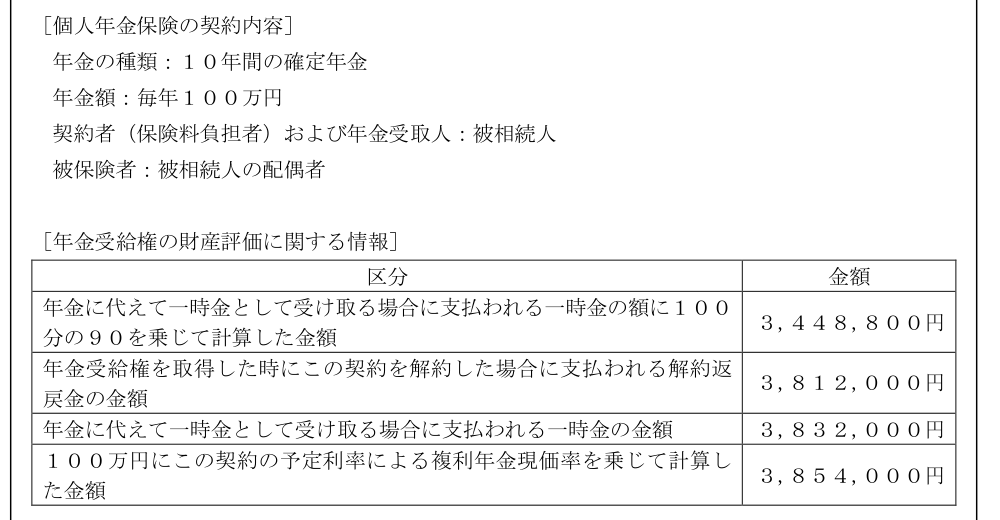 ［個人年金保険の契約内容］
年金の種類：１０年間の確定年金
年金額：毎年１００万円
契約者（保険料負担者）および年金受取人：被相続人
被保険者：被相続人の配偶者
［年金受給権の財産評価に関する情報］
区分 金額
年金に代えて一時金として受け取る場合に支払われる一時金の額に１００
分の９０を乗じて計算した金額 ３，４４８，８００円
年金受給権を取得した時にこの契約を解約した場合に支払われる解約返
戻金の金額 ３，８１２，０００円
年金に代えて一時金として受け取る場合に支払われる一時金の金額 ３，８３２，０００円
１００万円にこの契約の予定利率による複利年金現価率を乗じて計算し
た金額 ３，８５４，０００円